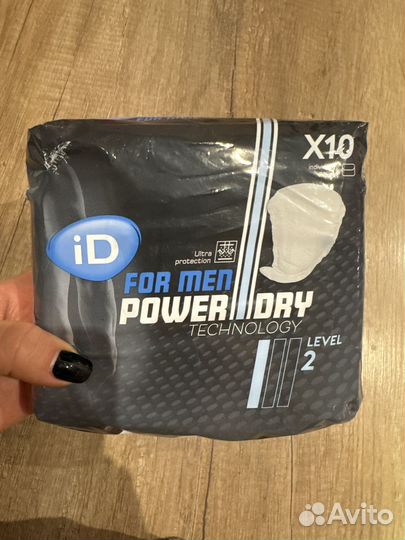 X10
iD
Ultra
protection
FOR MEN
POWER DRY
TECHNOLOGY
LEVEL
2
Avito